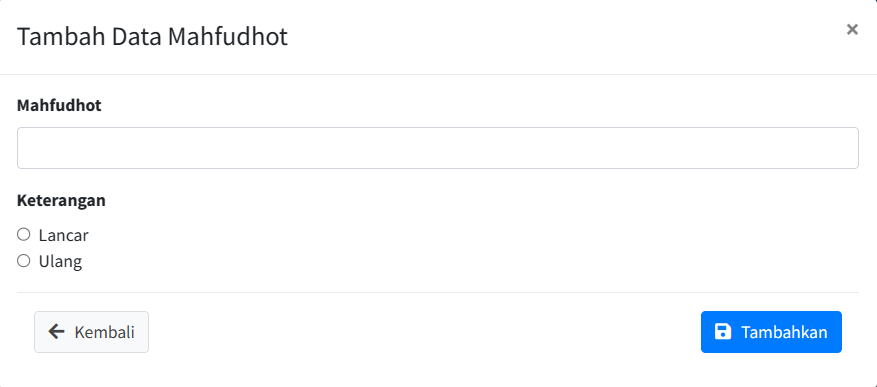 Tambah Data Mahfudhot
×
Mahfudhot
Keterangan
Lancar
Ulang
Kembali
Tambahkan